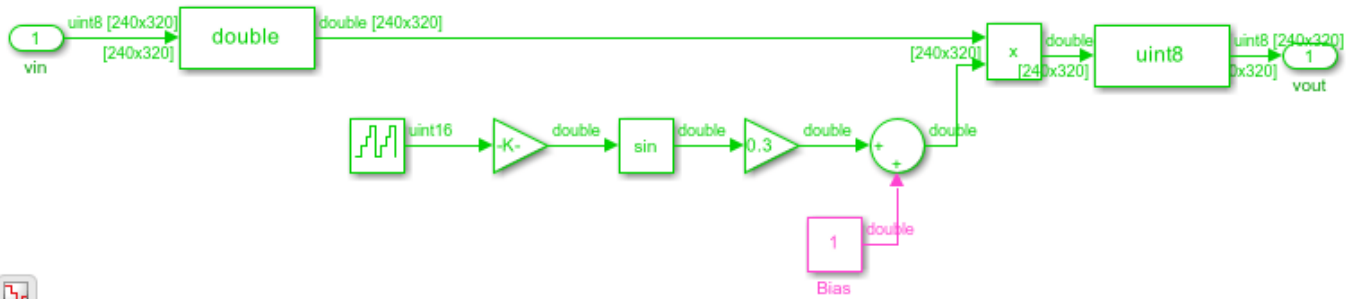 uint8 [240x320]
double [240x320]
1
[240x320]
vin
double
[240x320]
x
double
[240x320]
uint8
uint8 [240x320]
1
0x320]
vout
uint16
-K-
double
sin
double
0.3
double
+
+
double
1
double
Bias